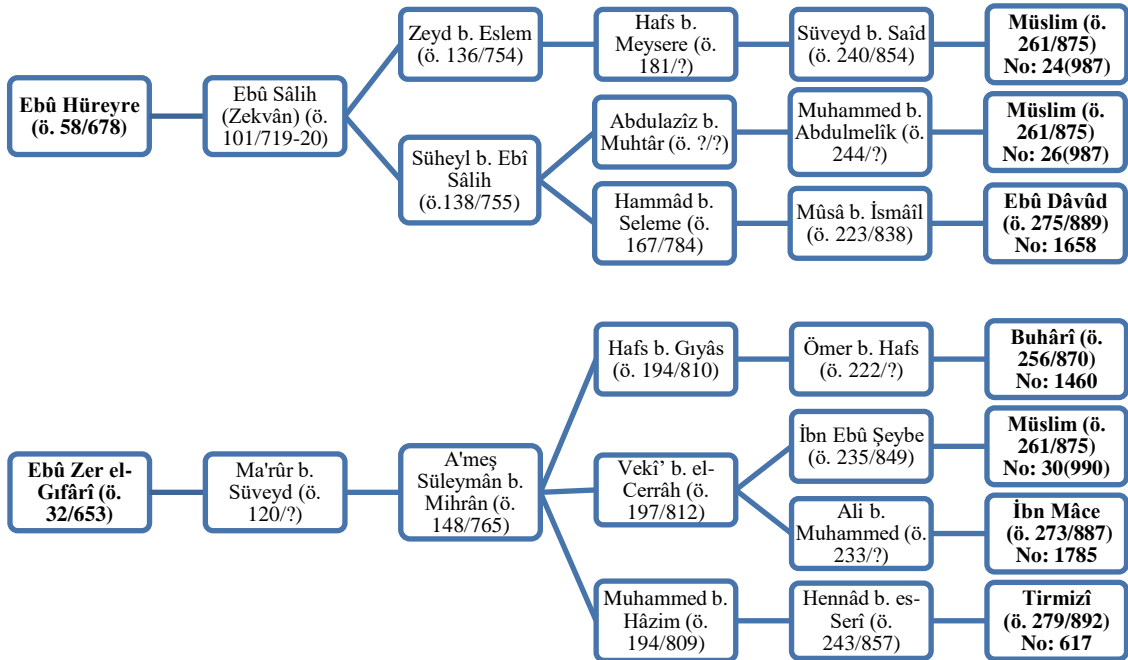 Ebû Hüreyre
(ö. 58/678)
Ebû Sâlih
(Zekvân) (ö.
101/719-20)
Zeyd b. Eslem
(ö. 136/754)
Hafs b.
Meysere (ö.
181/?)
Süveyd b. Saîd
(ö. 240/854)
Müslim (ö.
261/875)
No: 24(987)
Süheyl b. Ebî
Sâlih
(ö.138/755)
Abdulazîz b.
Muhtâr (ö. ?/?)
Muhammed b.
Abdulmelîk (ö.
244/?)
Müslim (ö.
261/875)
No: 26(987)
Hammâd b.
Seleme (ö.
167/784)
Mûsâ b. İsmâîl
(ö. 223/838)
Ebû Dâvûd
(ö. 275/889)
No: 1658
Ebû Zer el-
Gıfârî (ö.
32/653)
Ma'rûr b.
Süveyd (ö.
120/?)
A'meş
Süleymân b.
Mihrân (ö.
148/765)
Hafs b. Gıyâs
(ö. 194/810)
Ömer b. Hafs
(ö. 222/?)
Buhârî (ö.
256/870)
No: 1460
Vekî’ b. el-
Cerrâh (ö.
197/812)
İbn Ebû Şeybe
(ö. 235/849)
Müslim (ö.
261/875)
No: 30(990)
Ali b.
Muhammed (ö.
233/?)
İbn Mâce
(ö. 273/887)
No: 1785
Muhammed b.
Hâzim (ö.
194/809)
Hennâd b. es-
Serî (ö.
243/857)
Tirmizî
(ö. 279/892)
No: 617